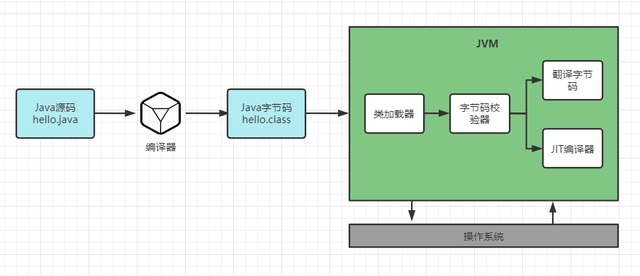 JVM
Java源码
hello.java
编译器
Java字节码
hello.class
类加载器
字节码校
验器
翻译字节
码
JIT编译器
操作系统